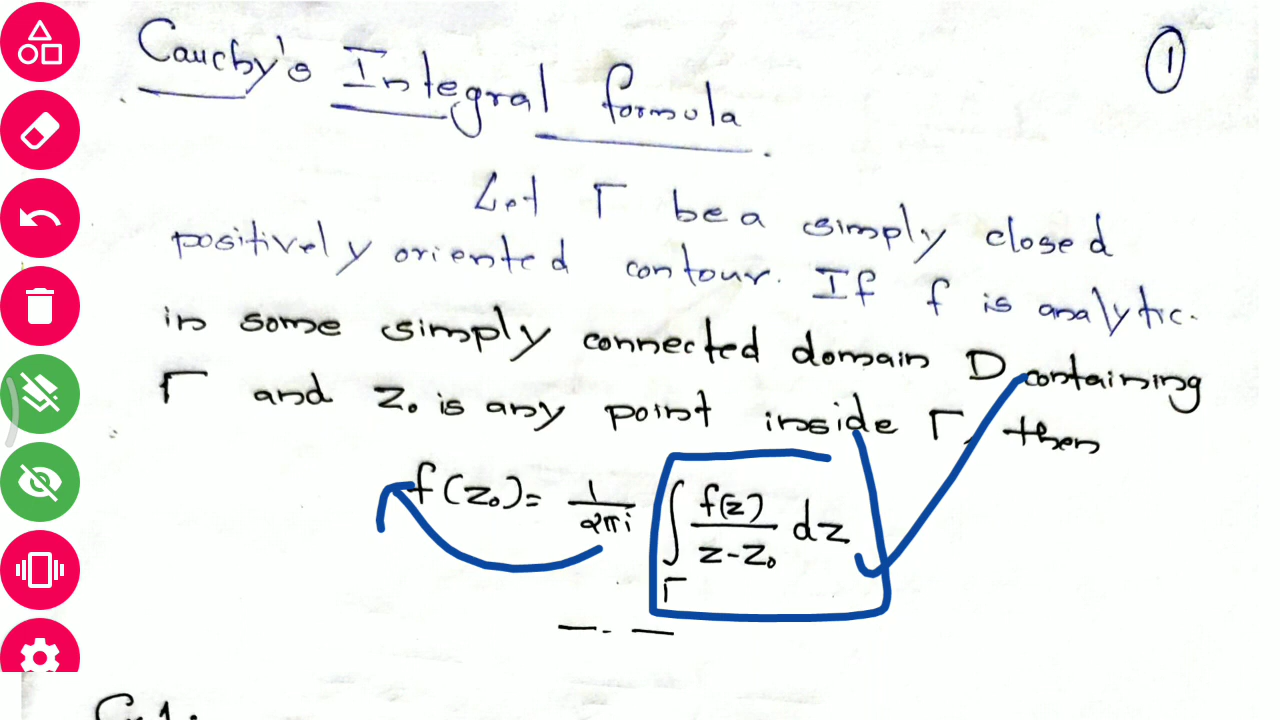 Cauchy's Integral formula
①
Let Γ be a simply closed
positively oriented contour. If f is analytic.
in some simply connected domain D containing
Γ and z₀ is any point inside Γ, then
f(z₀) = 1/2πi ∫_Γ f(z)/z-z₀ dz